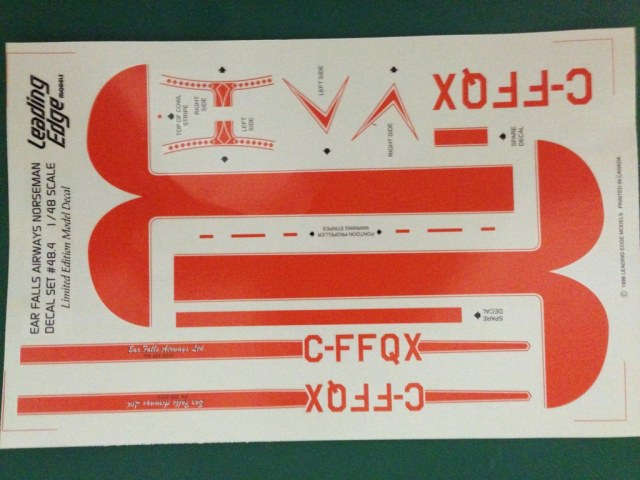 Leading
Edge
MODELS
EAR FALLS AIRWAYS NORSEMAN
DECAL SET #48.4 1/48 SCALE
Limited Edition Model Decal
TOP OF COWL
STRIPE
RIGHT
SIDE
LEFT
SIDE
LEFT SIDE
RIGHT SIDE
C-FFQX
SPARE
DECAL
PONTOON PROPELLER
WARNING STRIPES
SPARE
DECAL
© 1998 LEADING EDGE MODELS PRINTED IN CANADA
Ear Falls Airways Ltd.
C-FFQX
Ear Falls Airways Ltd.
C-FFQX